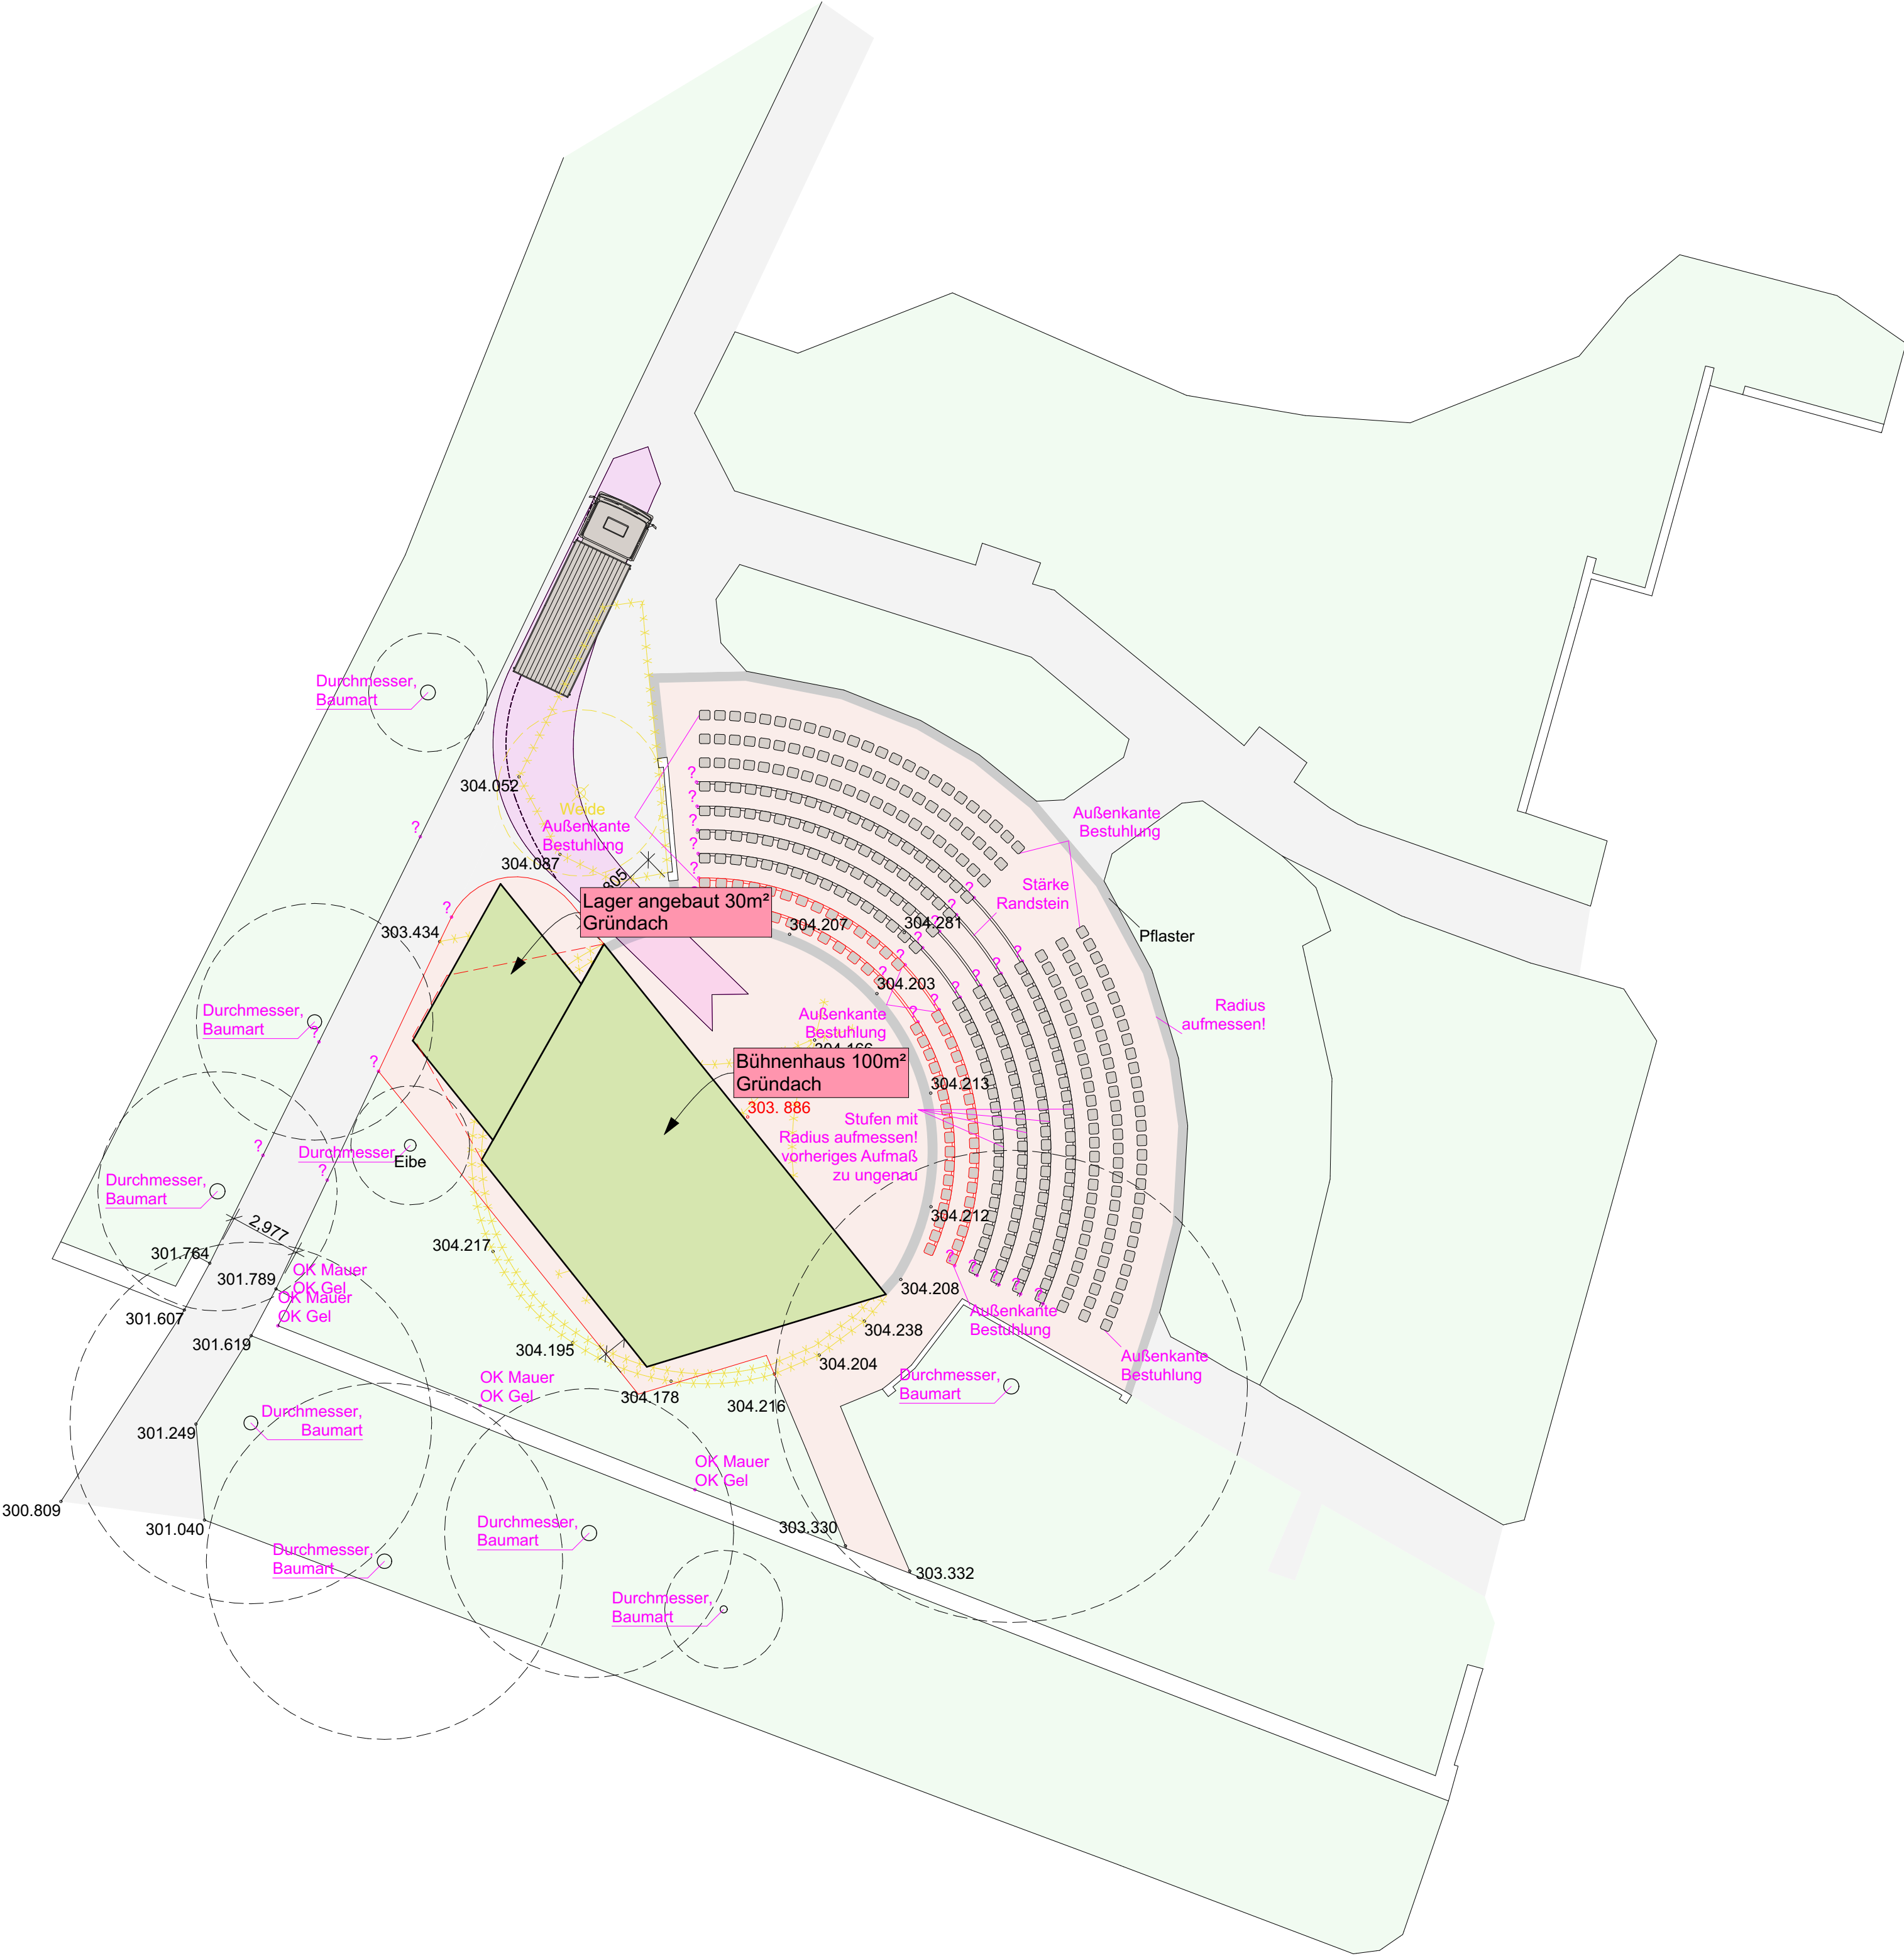 Durchmesser,
Baumart
304.052
Weide
Außenkante
Bestuhlung
?
304.087
805
Lager angebaut 30m²
Gründach
?
303.434
?
?
?
?
?
Außenkante
Bestuhlung
Stärke
Randstein
?
?
?
?
?
?
?
?
?
?
?
?
304.207
304.281
Pflaster
304.203
Außenkante
Bestuhlung
304.166
Radius
aufmessen!
Durchmesser,
Baumart
?
?
Bühnenhaus 100m²
Gründach
303. 886
304.213
Stufen mit
Radius aufmessen!
vorheriges Aufmaß
zu ungenau
Durchmesser,
Eibe
?
?
Durchmesser,
Baumart
2,977
304.212
304.217
301.764
301.789
OK Mauer
OK Gel
OK Mauer
OK Gel
?
?
?
?
?
304.208
Außenkante
Bestuhlung
301.607
301.619
304.238
304.195
304.204
Außenkante
Bestuhlung
Durchmesser,
Baumart
OK Mauer
OK Gel
304.178
304.216
Durchmesser,
Baumart
301.249
OK Mauer
OK Gel
300.809
301.040
Durchmesser,
Baumart
303.330
Durchmesser,
Baumart
303.332
Durchmesser,
Baumart